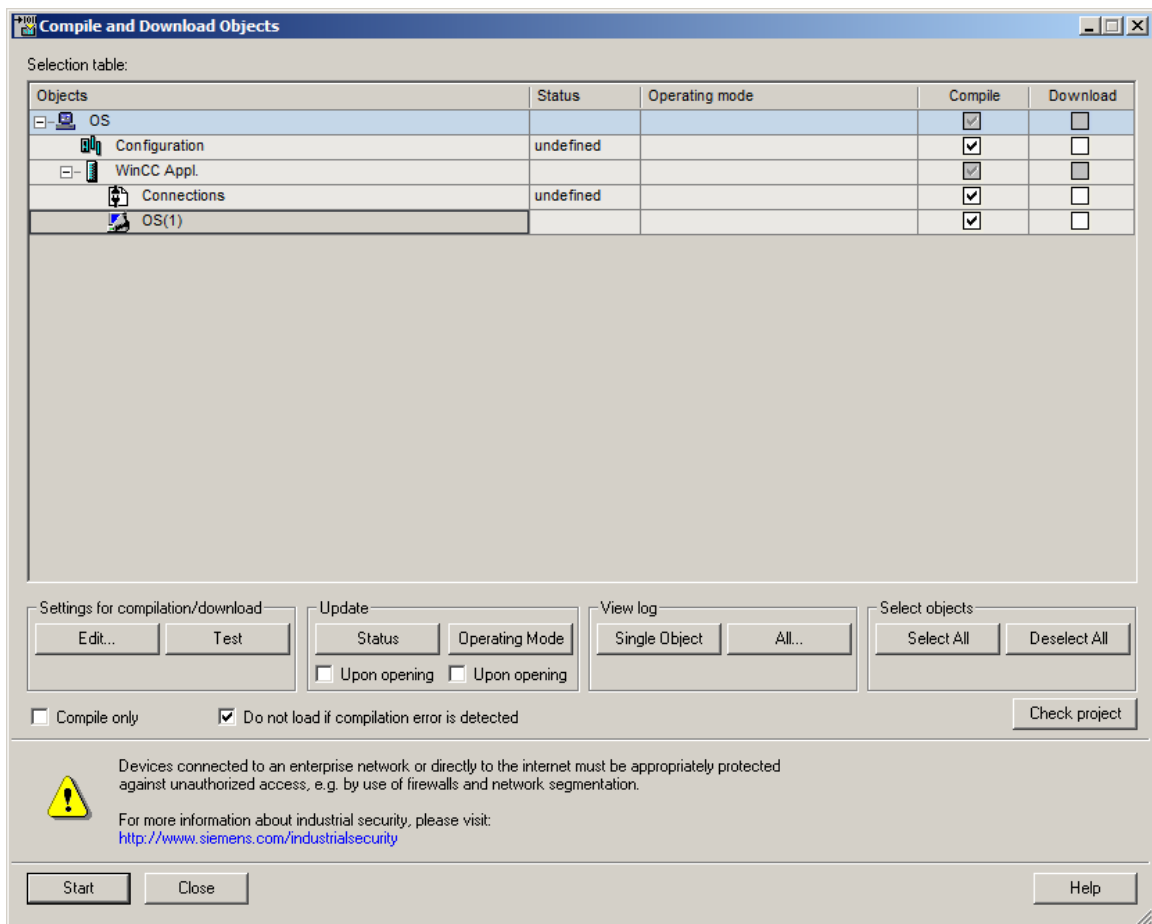 Compile and Download Objects
Selection table:
Objects Status Operating mode Compile Download
OS
Configuration undefined
WinCC Appl.
Connections undefined
OS(1)
Settings for compilation/download Update View log Select objects
Edit... Test Status Operating Mode Single Object All... Select All Deselect All
Upon opening Upon opening
Compile only Do not load if compilation error is detected Check project
Devices connected to an enterprise network or directly to the internet must be appropriately protected
against unauthorized access, e.g. by use of firewalls and network segmentation.
For more information about industrial security, please visit:
http://www.siemens.com/industrialsecurity
Start Close Help